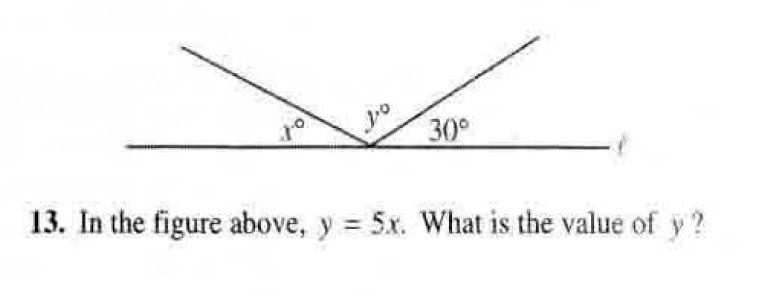 x° y° 30° ℓ
13. In the figure above, y = 5x. What is the value of y ?